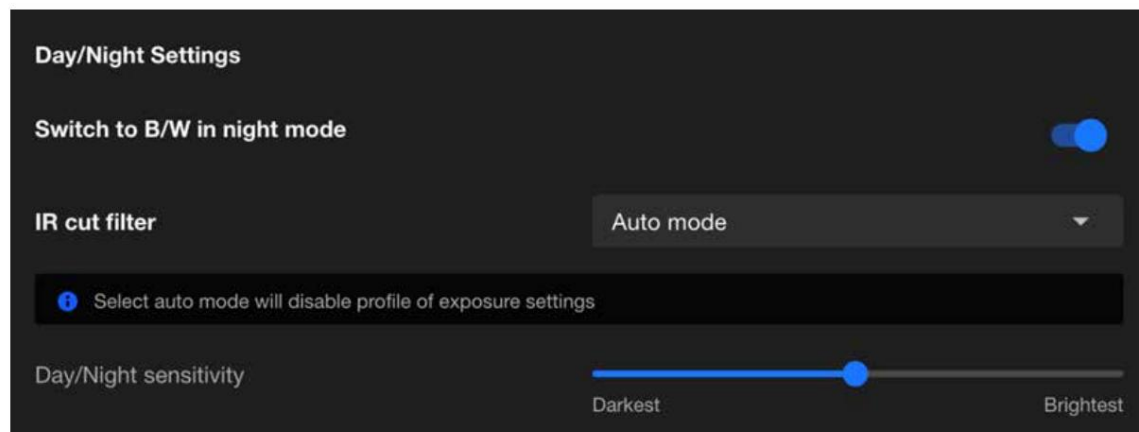 Day/Night Settings
Switch to B/W in night mode
IR cut filter
Auto mode
Select auto mode will disable profile of exposure settings
Day/Night sensitivity
Darkest
Brightest